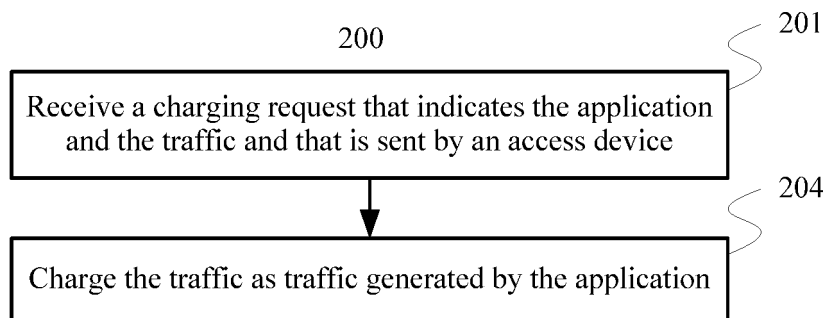 201
200
Receive a charging request that indicates the application
and the traffic and that is sent by an access device
204
Charge the traffic as traffic generated by the application